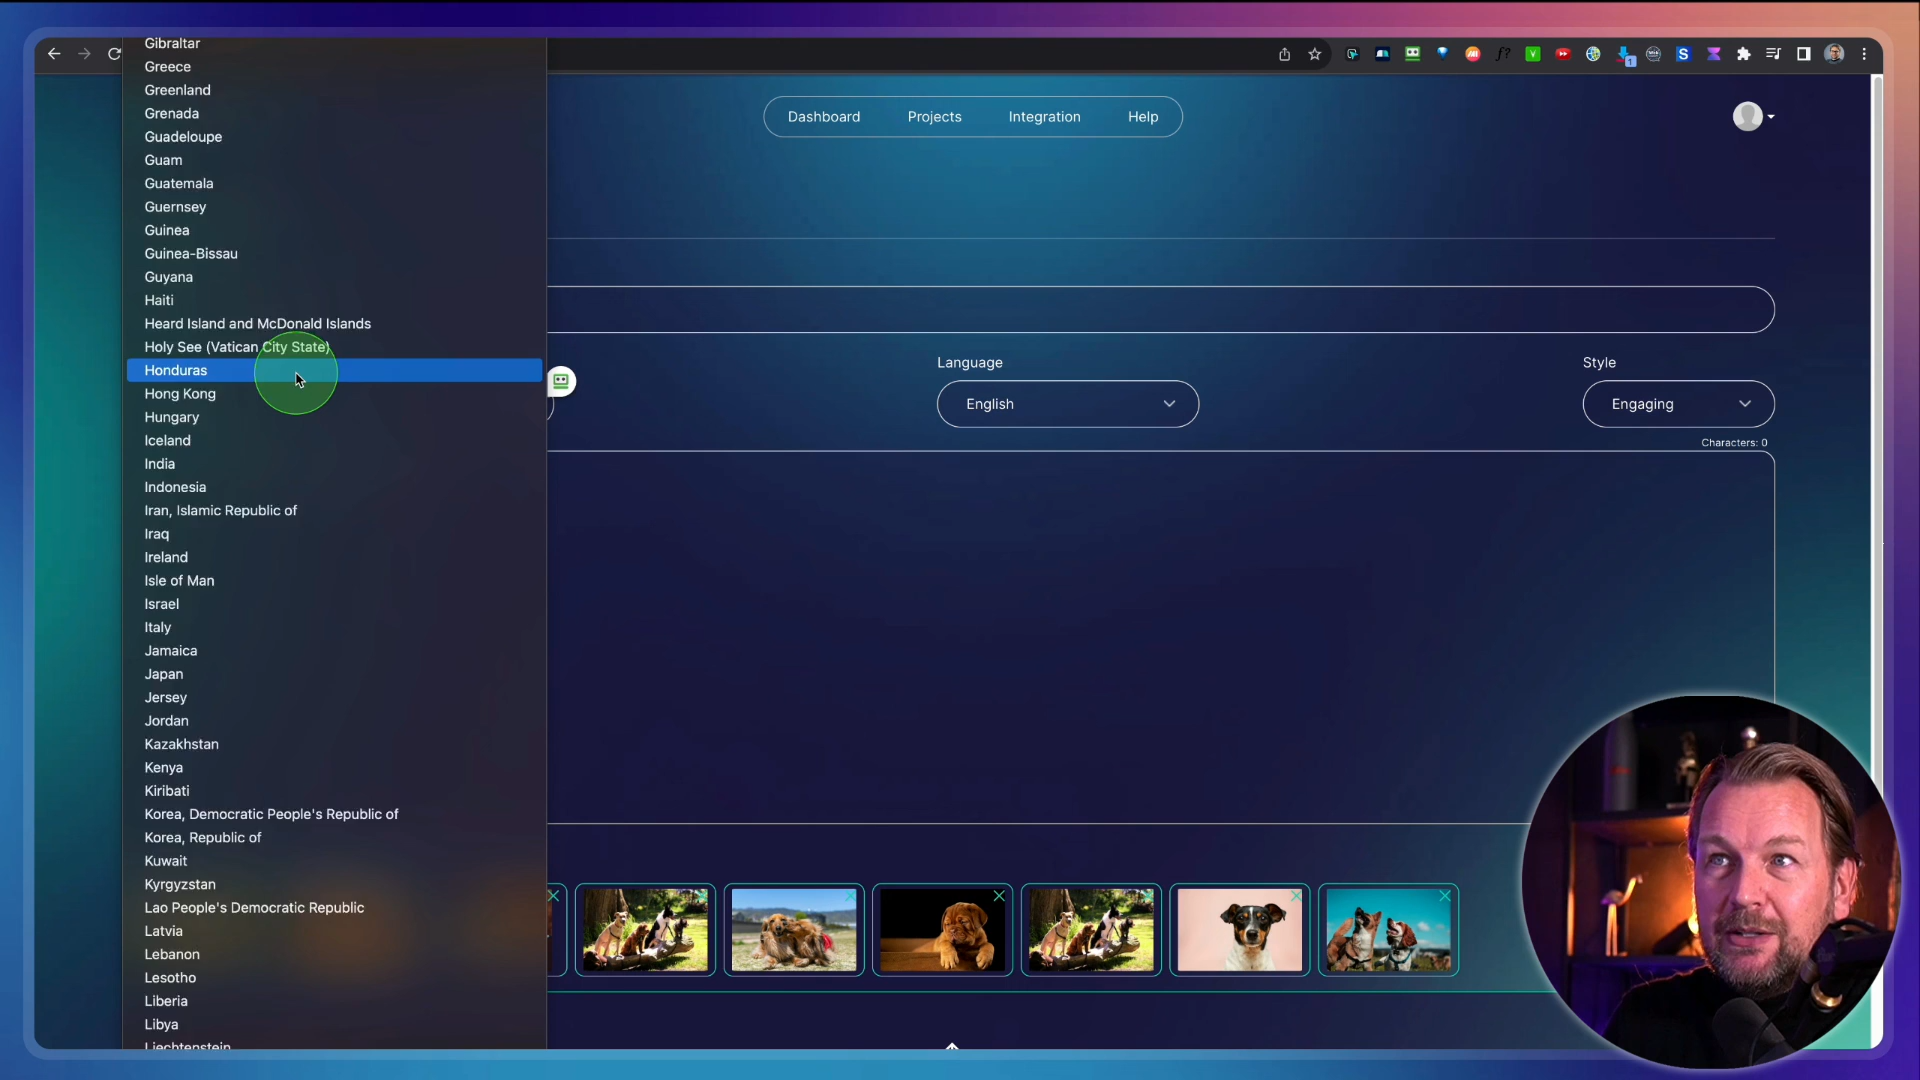 Gibraltar
Greece
Greenland
Grenada
Guadeloupe
Guam
Guatemala
Guernsey
Guinea
Guinea-Bissau
Guyana
Haiti
Heard Island and McDonald Islands
Holy See (Vatican City State)
Honduras
Hong Kong
Hungary
Iceland
India
Indonesia
Iran, Islamic Republic of
Iraq
Ireland
Isle of Man
Israel
Italy
Jamaica
Japan
Jersey
Jordan
Kazakhstan
Kenya
Kiribati
Korea, Democratic People's Republic of
Korea, Republic of
Kuwait
Kyrgyzstan
Lao People's Democratic Republic
Latvia
Lebanon
Lesotho
Liberia
Libya
Liechtenstein
f?
V
1
S
Dashboard Projects Integration Help
Language
English
Style
Engaging
Characters: 0